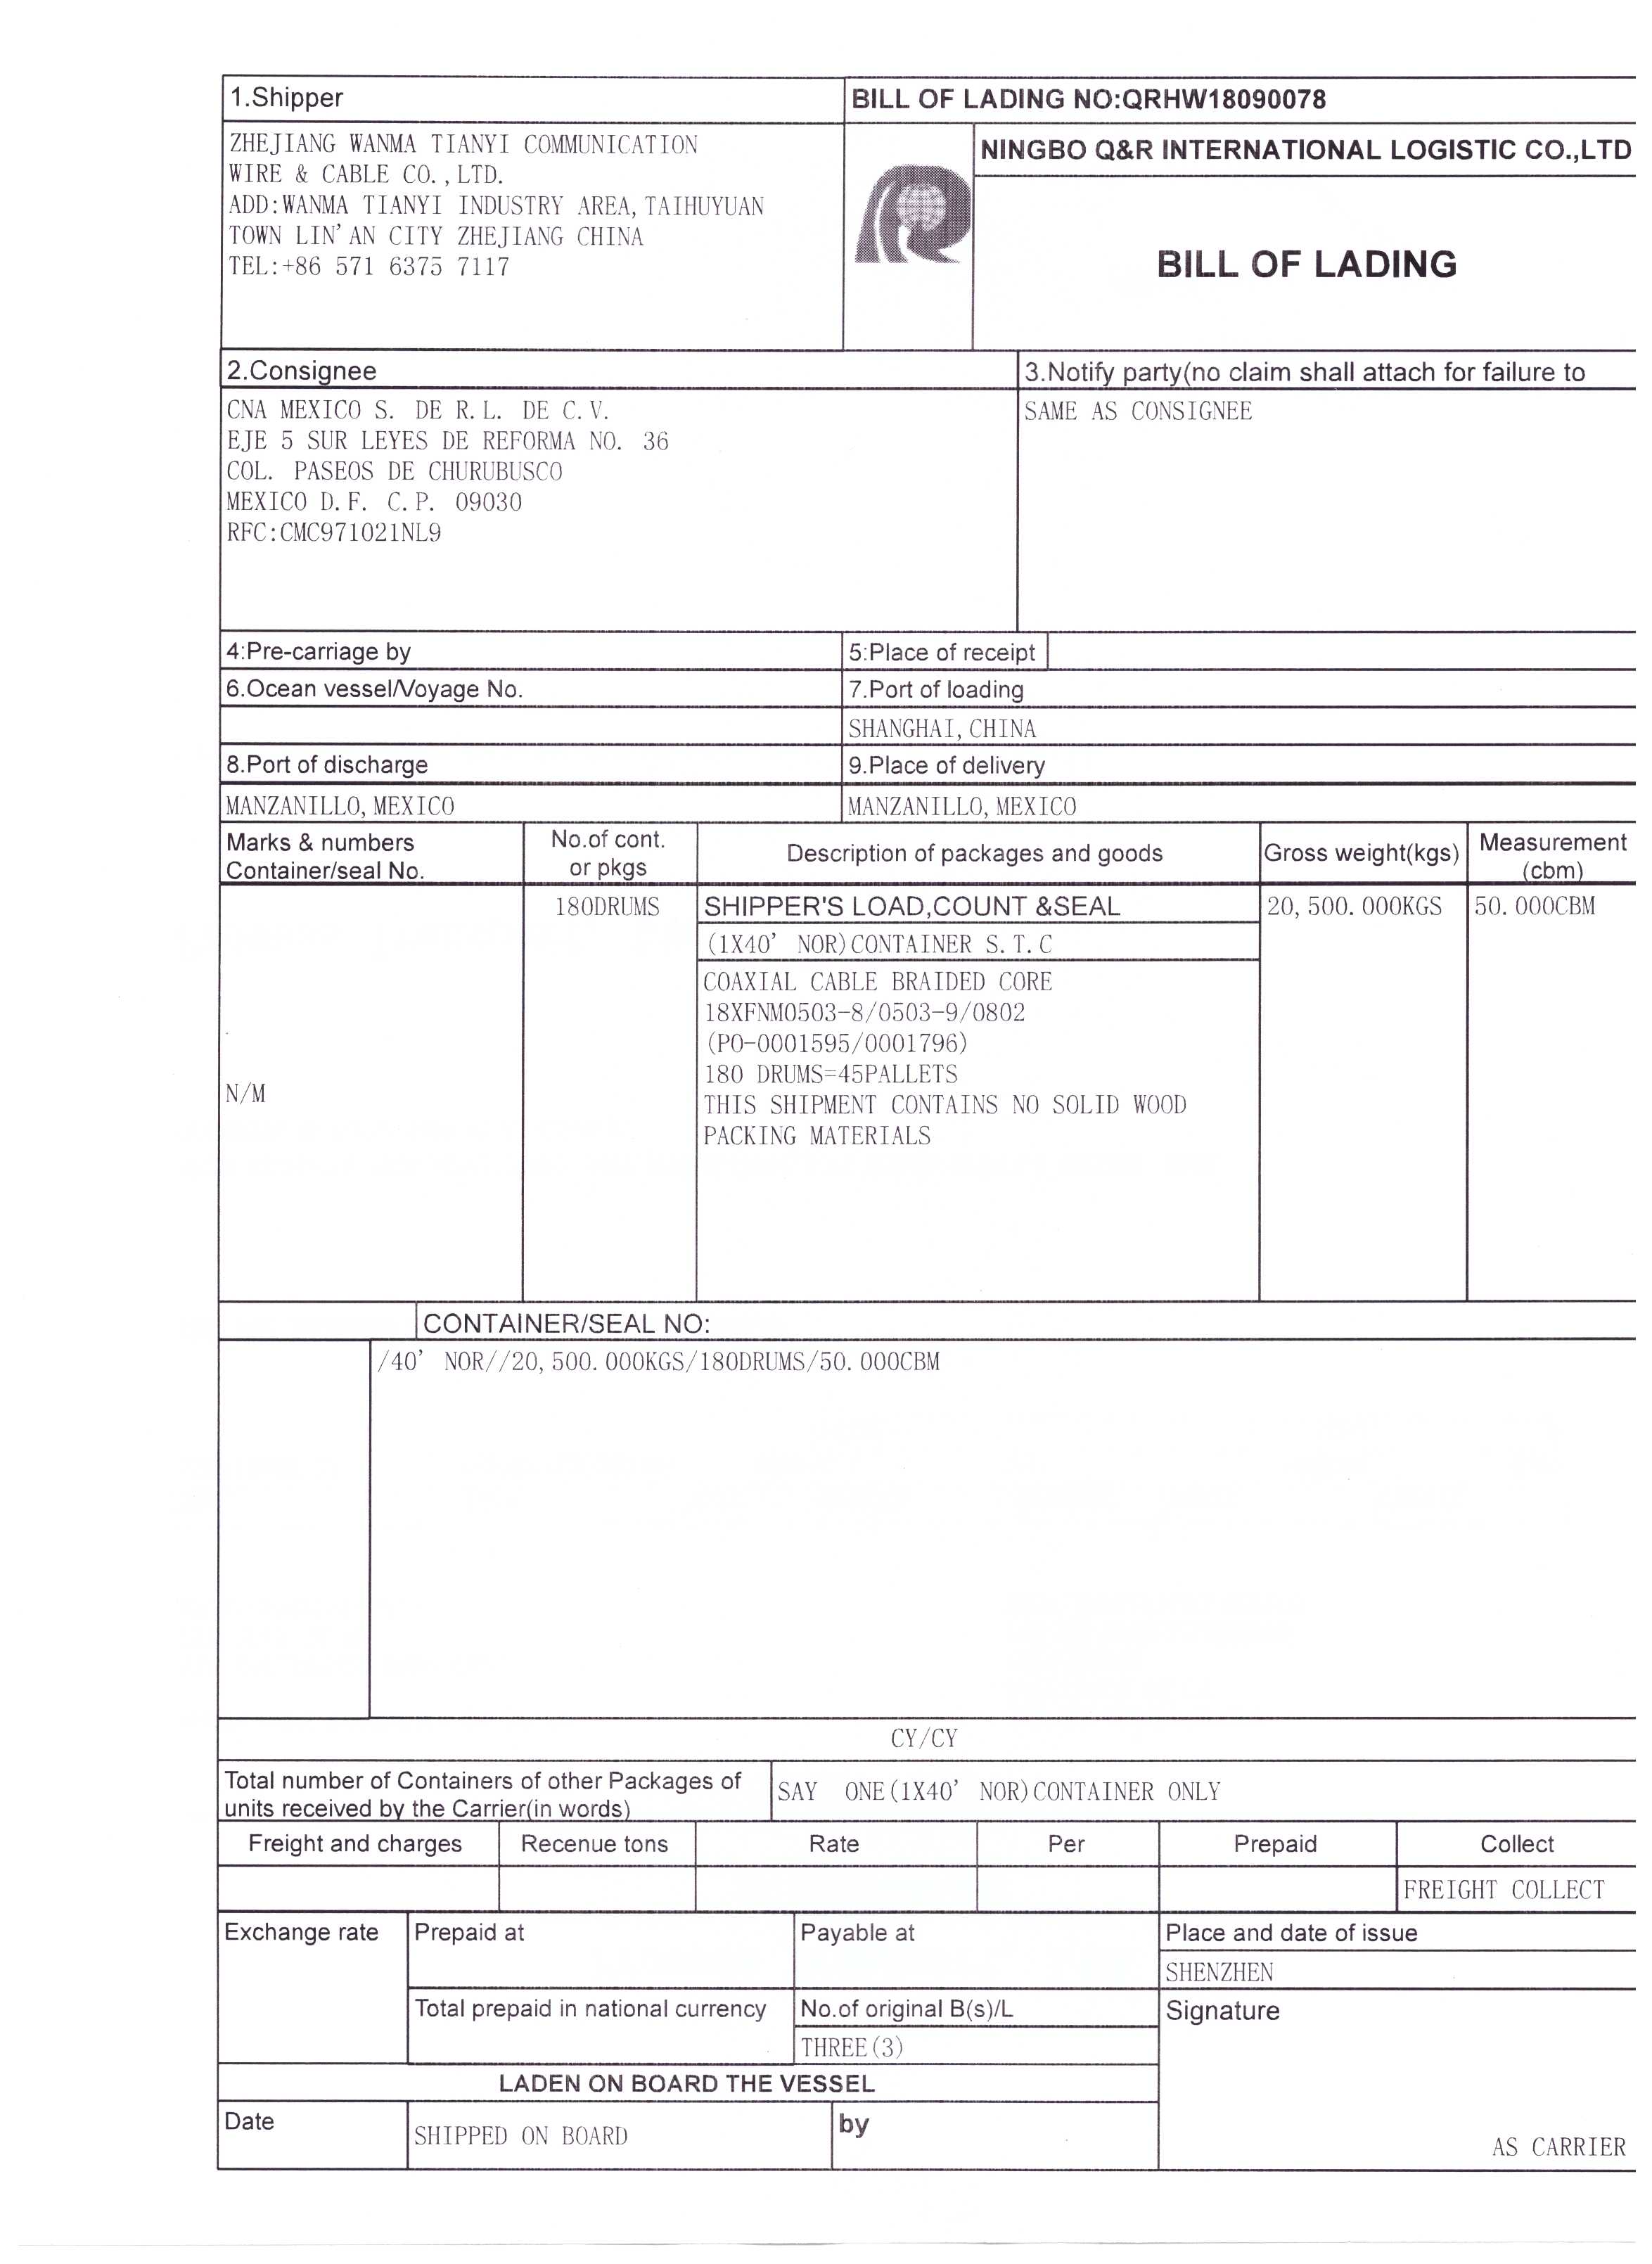 1.Shipper
BILL OF LADING NO:QRHW18090078
ZHEJIANG WANMA TIANYI COMMUNICATION
WIRE & CABLE CO.,LTD.
ADD:WANMA TIANYI INDUSTRY AREA,TAIHUYUAN
TOWN LIN'AN CITY ZHEJIANG CHINA
TEL:+86 571 6375 7117
NINGBO Q&R INTERNATIONAL LOGISTIC CO.,LTD
BILL OF LADING
2.Consignee
3.Notify party(no claim shall attach for failure to
CNA MEXICO S. DE R.L. DE C.V.
EJE 5 SUR LEYES DE REFORMA NO. 36
COL. PASEOS DE CHURUBUSCO
MEXICO D.F. C.P. 09030
RFC:CMC971021NL9
SAME AS CONSIGNEE
4:Pre-carriage by
5:Place of receipt
6.Ocean vessel/Voyage No.
7.Port of loading
SHANGHAI,CHINA
8.Port of discharge
9.Place of delivery
MANZANILLO,MEXICO
MANZANILLO,MEXICO
Marks & numbers
Container/seal No.
No.of cont.
or pkgs
Description of packages and goods
Gross weight(kgs)
Measurement
(cbm)
N/M
180DRUMS
SHIPPER'S LOAD,COUNT &SEAL
(1X40' NOR)CONTAINER S.T.C
COAXIAL CABLE BRAIDED CORE
18XFNM0503-8/0503-9/0802
(PO-0001595/0001796)
180 DRUMS=45PALLETS
THIS SHIPMENT CONTAINS NO SOLID WOOD
PACKING MATERIALS
20,500.000KGS
50.000CBM
CONTAINER/SEAL NO:
/40' NOR//20,500.000KGS/180DRUMS/50.000CBM
CY/CY
Total number of Containers of other Packages of
units received by the Carrier(in words)
SAY ONE(1X40' NOR)CONTAINER ONLY
Freight and charges
Recenue tons
Rate
Per
Prepaid
Collect
FREIGHT COLLECT
Exchange rate
Prepaid at
Payable at
Place and date of issue
SHENZHEN
Total prepaid in national currency
No.of original B(s)/L
THREE(3)
Signature
LADEN ON BOARD THE VESSEL
Date
SHIPPED ON BOARD
by
AS CARRIER